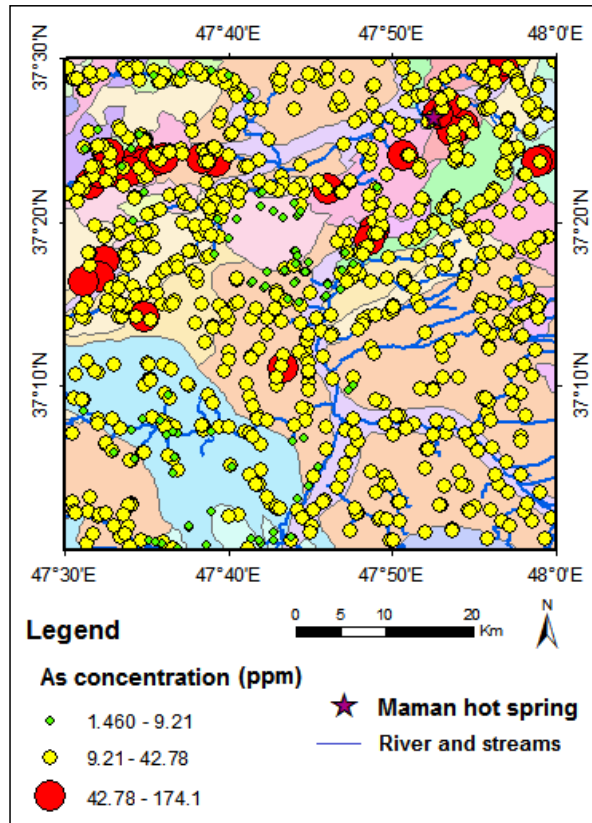 47°40'E 47°50'E 48°0'E
37°30'N 37°30'N
37°20'N 37°20'N
37°10'N 37°10'N
47°30'E 47°40'E 47°50'E 48°0'E
0 5 10 20
Km
N
Legend
As concentration (ppm)
1.460 - 9.21
9.21 - 42.78
42.78 - 174.1
Maman hot spring
River and streams